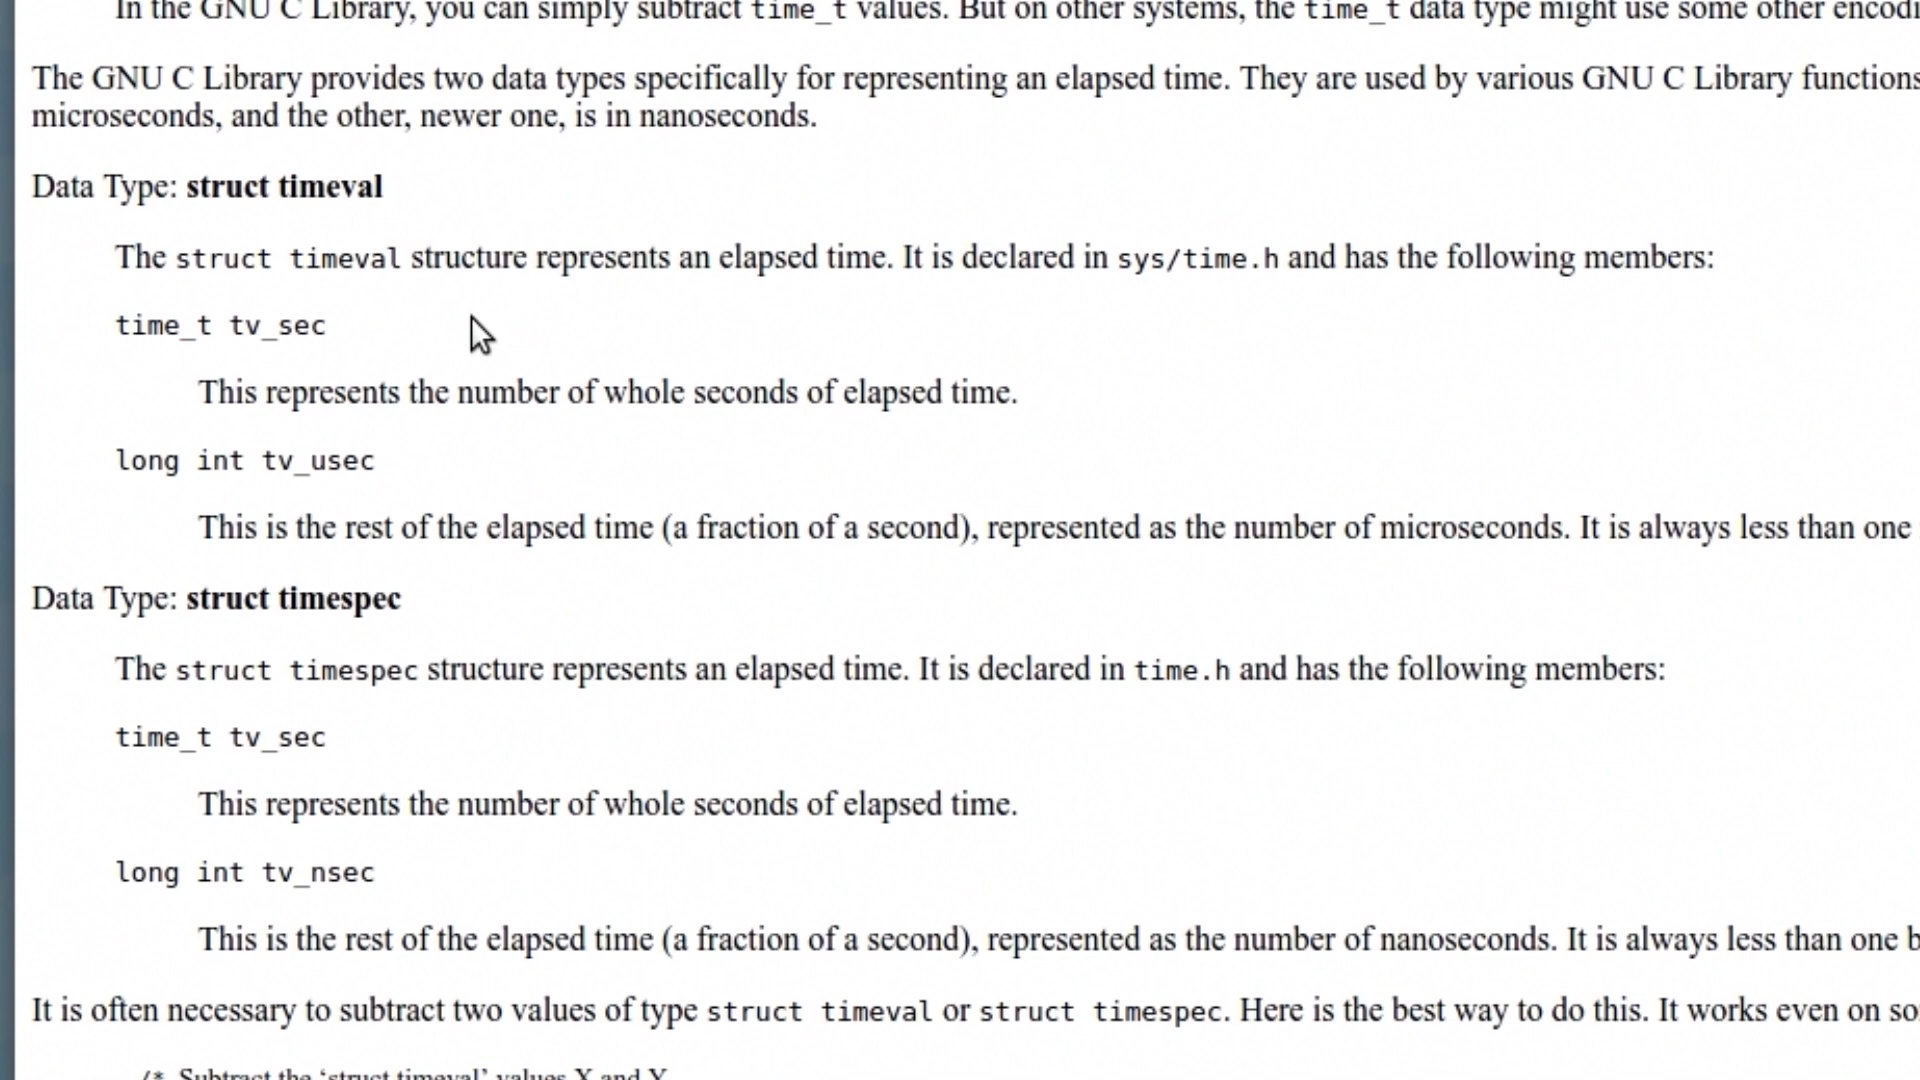 In the GNU C Library, you can simply subtract time_t values. But on other systems, the time_t data type might use some other encodi
The GNU C Library provides two data types specifically for representing an elapsed time. They are used by various GNU C Library functions
microseconds, and the other, newer one, is in nanoseconds.
Data Type: struct timeval
The struct timeval structure represents an elapsed time. It is declared in sys/time.h and has the following members:
time_t tv_sec
This represents the number of whole seconds of elapsed time.
long int tv_usec
This is the rest of the elapsed time (a fraction of a second), represented as the number of microseconds. It is always less than one
Data Type: struct timespec
The struct timespec structure represents an elapsed time. It is declared in time.h and has the following members:
time_t tv_sec
This represents the number of whole seconds of elapsed time.
long int tv_nsec
This is the rest of the elapsed time (a fraction of a second), represented as the number of nanoseconds. It is always less than one b
It is often necessary to subtract two values of type struct timeval or struct timespec. Here is the best way to do this. It works even on so
/* Subtract the ‘struct timeval’ values X and Y